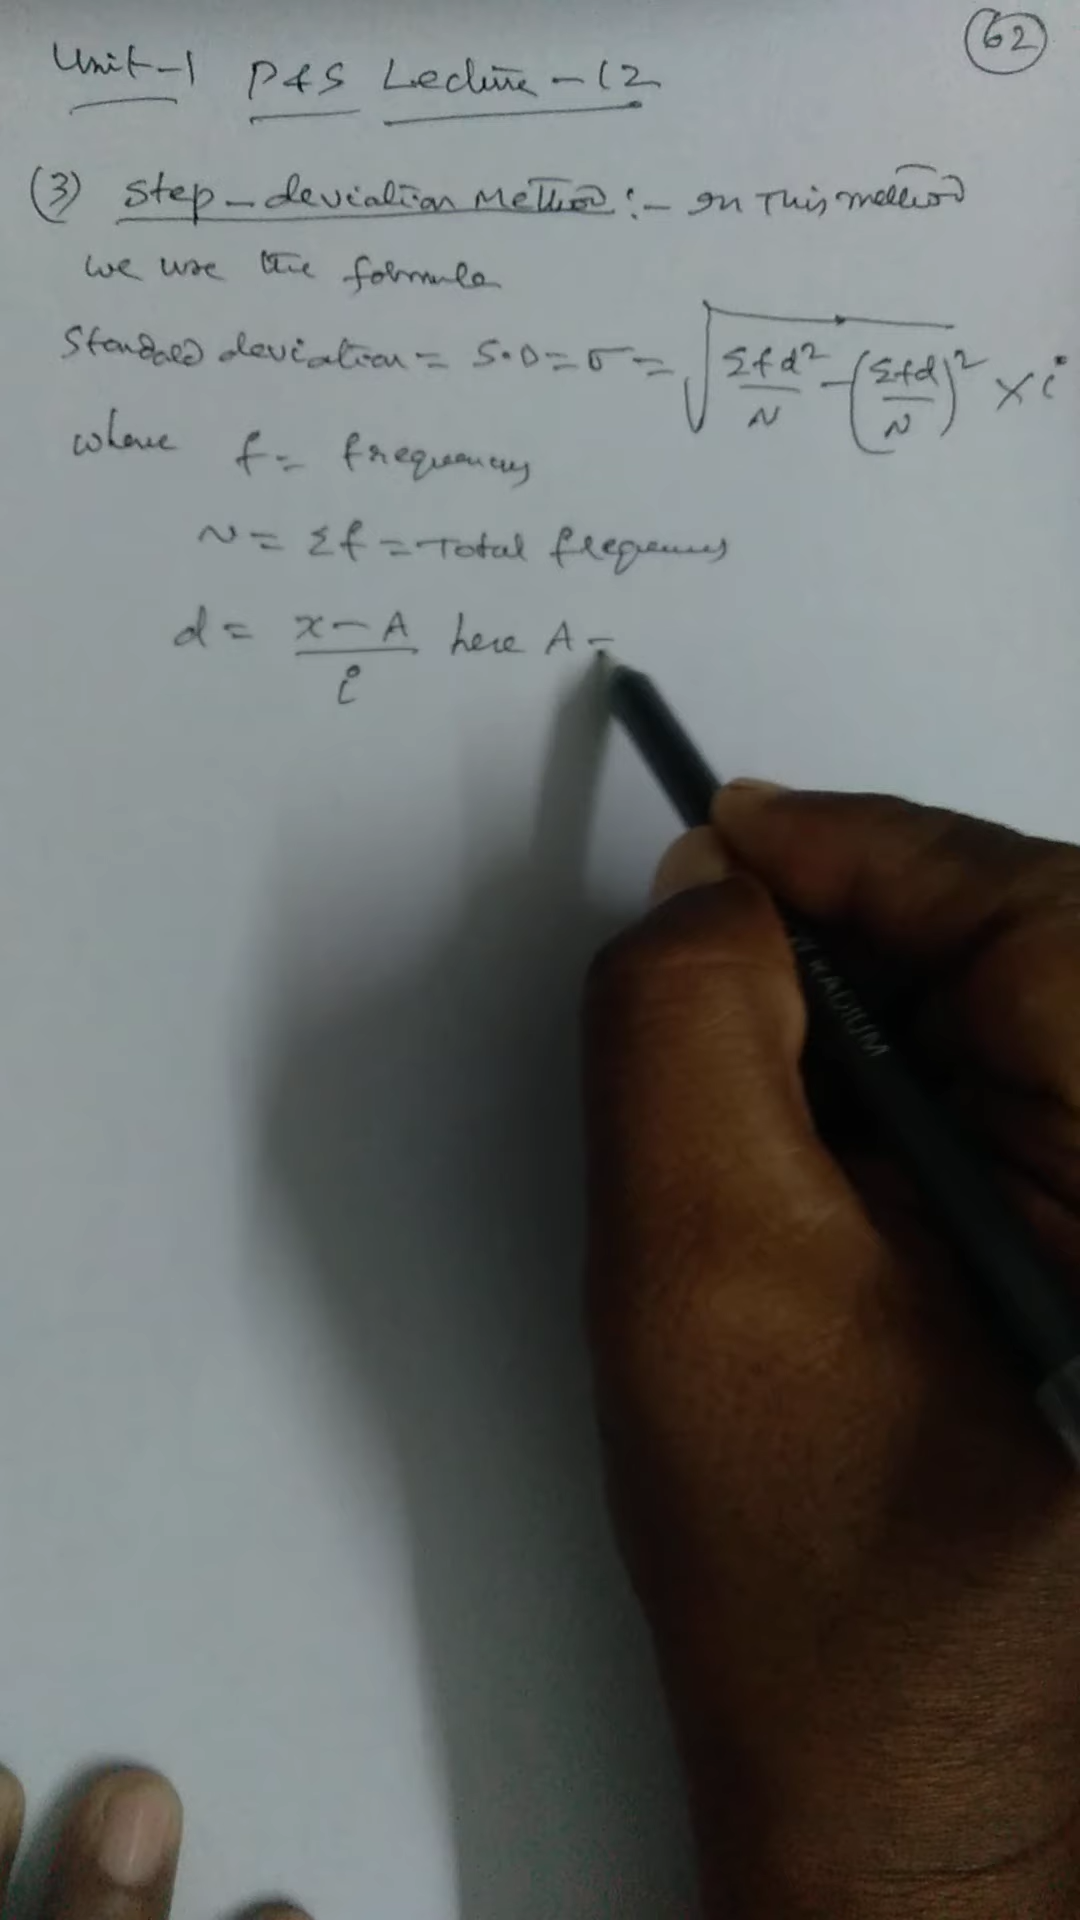 62
Unit-1 P&S Lecture-12
(3) Step-deviation Method:- In This method
we use the formula
Standard deviation = S.D = σ = √(Σfd²/N - (Σfd/N)²) × i
where f = frequency
N = Σf = Total frequency
d = x-A/i here A =
RADIUM